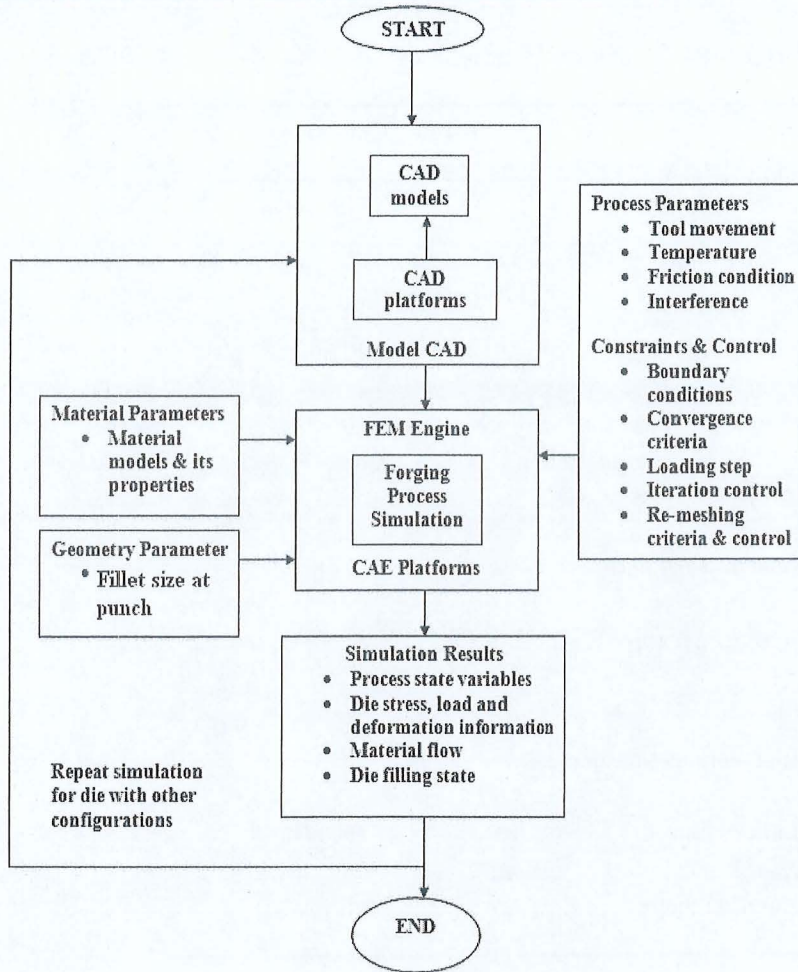 START
CAD
models
CAD
platforms
Model CAD
Process Parameters
• Tool movement
• Temperature
• Friction condition
• Interference
Constraints & Control
• Boundary
conditions
• Convergence
criteria
• Loading step
• Iteration control
• Re-meshing
criteria & control
Material Parameters
• Material
models & its
properties
Geometry Parameter
• Fillet size at
punch
FEM Engine
Forging
Process
Simulation
CAE Platforms
Simulation Results
• Process state variables
• Die stress, load and
deformation information
• Material flow
• Die filling state
Repeat simulation
for die with other
configurations
END